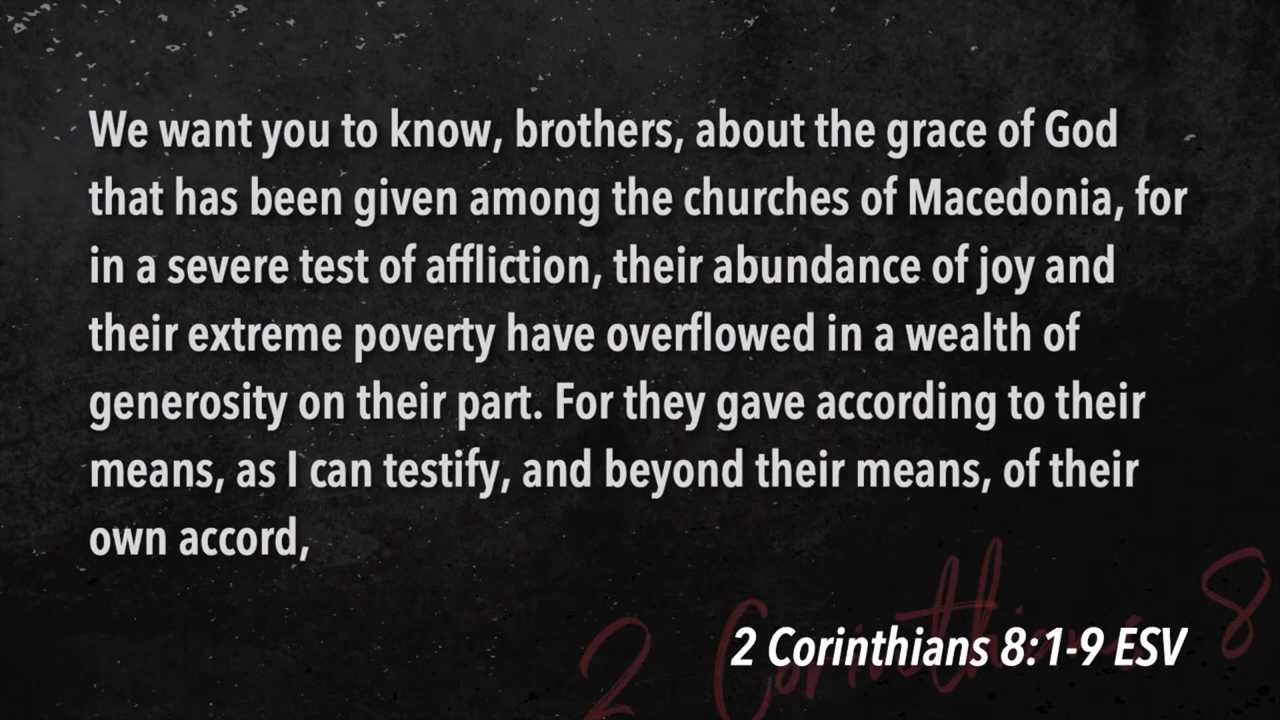 We want you to know, brothers, about the grace of God
that has been given among the churches of Macedonia, for
in a severe test of affliction, their abundance of joy and
their extreme poverty have overflowed in a wealth of
generosity on their part. For they gave according to their
means, as I can testify, and beyond their means, of their
own accord,
2 Corinthians 8:1-9 ESV
2 Corinthians 8